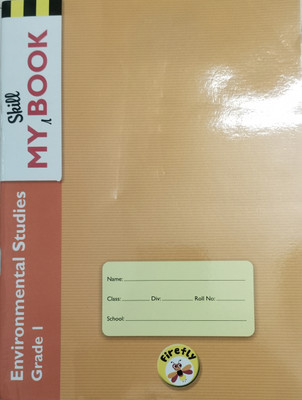 MY BOOK
Skill
Environmental Studies
Grade I
Name:
Class: Div: Roll No:
School:
firefly